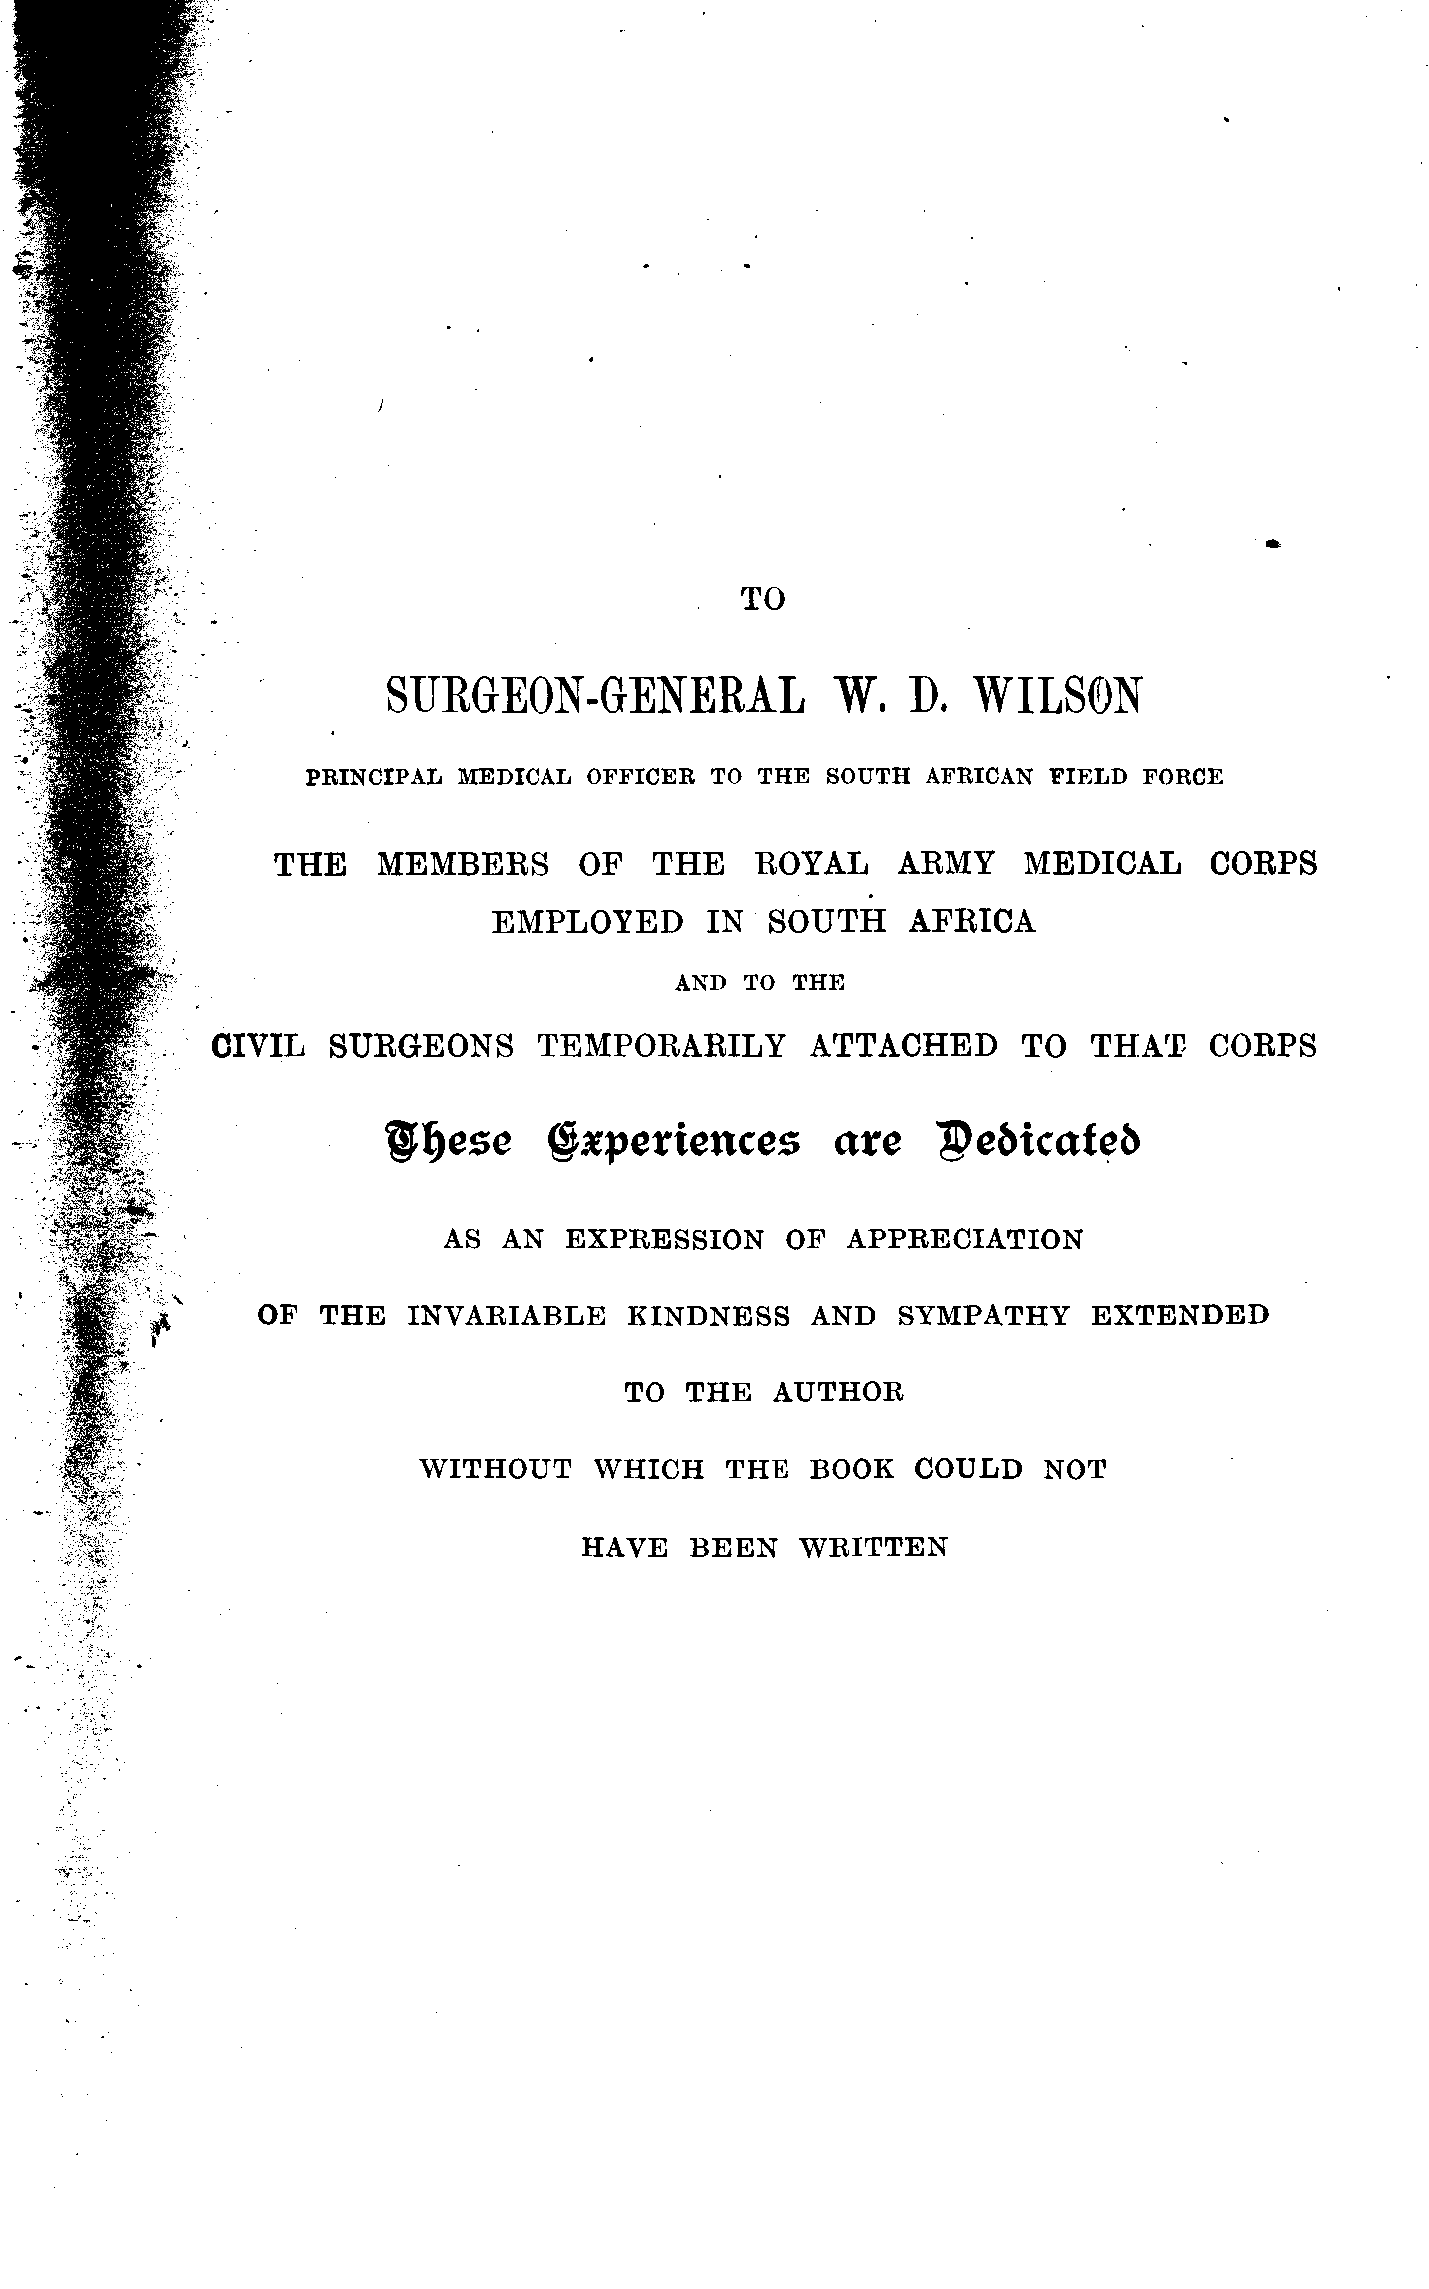 TO
SURGEON-GENERAL W. D. WILSON
PRINCIPAL MEDICAL OFFICER TO THE SOUTH AFRICAN FIELD FORCE
THE MEMBERS OF THE ROYAL ARMY MEDICAL CORPS
EMPLOYED IN SOUTH AFRICA
AND TO THE
CIVIL SURGEONS TEMPORARILY ATTACHED TO THAT CORPS
These Experiences are Dedicated
AS AN EXPRESSION OF APPRECIATION
OF THE INVARIABLE KINDNESS AND SYMPATHY EXTENDED
TO THE AUTHOR
WITHOUT WHICH THE BOOK COULD NOT
HAVE BEEN WRITTEN